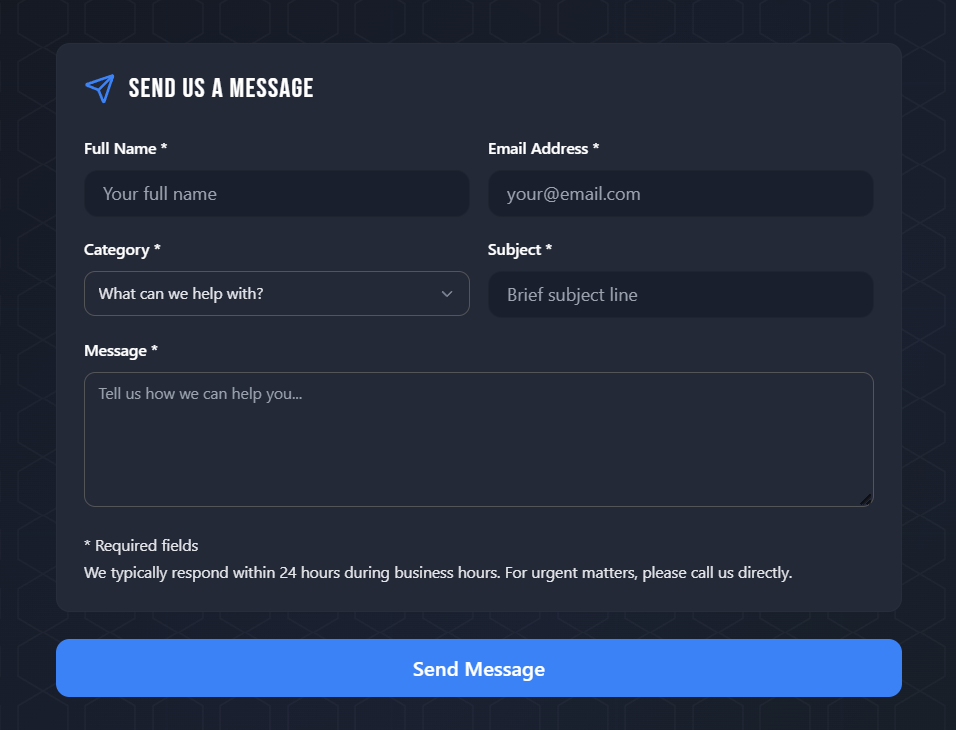 SEND US A MESSAGE
Full Name *
Email Address *
Your full name
your@email.com
Category *
Subject *
What can we help with?
Brief subject line
Message *
Tell us how we can help you...
* Required fields
We typically respond within 24 hours during business hours. For urgent matters, please call us directly.
Send Message